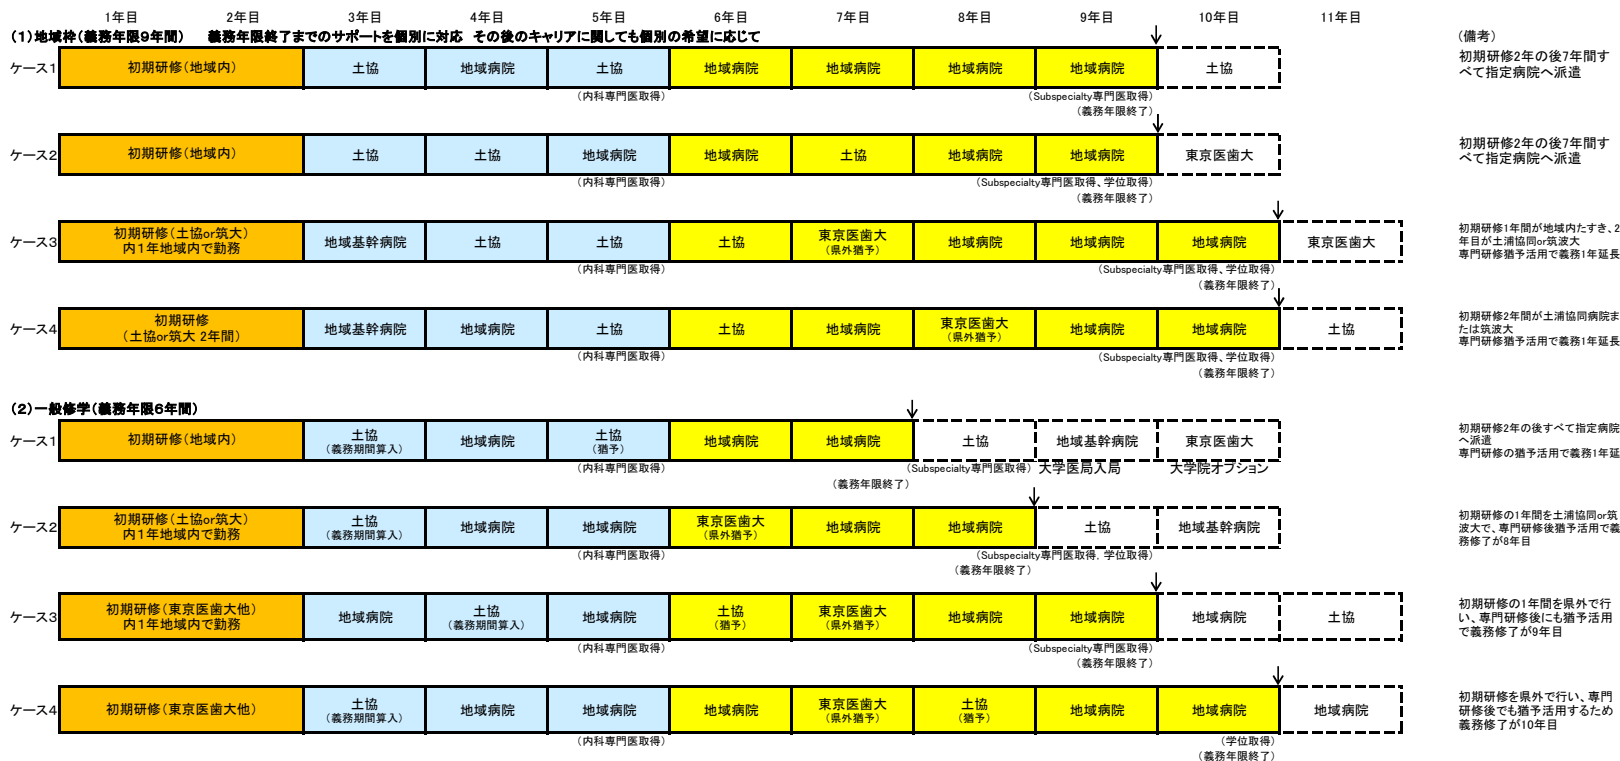 1年目 2年目 3年目 4年目 5年目 6年目 7年目 8年目 9年目 10年目 11年目
(1)地域枠(義務年限9年間) 義務年限終了までのサポートを個別に対応 その後のキャリアに関しても個別の希望に応じて (備考)
ケース1 初期研修(地域内) 土協 地域病院 土協 地域病院 地域病院 地域病院 地域病院 土協
初期研修2年の後7年間す
べて指定病院へ派遣
(内科専門医取得) (Subspecialty専門医取得)
(義務年限終了)
ケース2 初期研修(地域内) 土協 土協 地域病院 地域病院 土協 地域病院 地域病院 東京医歯大
初期研修2年の後7年間す
べて指定病院へ派遣
(内科専門医取得) (Subspecialty専門医取得、学位取得)
(義務年限終了)
ケース3 初期研修(土協or筑大)
内1年地域内で勤務
地域基幹病院 土協 土協 土協 東京医歯大
(県外猶予)
地域病院 地域病院 地域病院 東京医歯大
初期研修1年間が地域内たすき、2
年目が土浦協同or筑波大
専門研修猶予活用で義務1年延長
(内科専門医取得) (Subspecialty専門医取得、学位取得)
(義務年限終了)
ケース4 初期研修
(土協or筑大 2年間)
地域基幹病院 地域病院 土協 土協 地域病院 東京医歯大
(県外猶予)
地域病院 地域病院 土協
初期研修2年間が土浦協同病院ま
たは筑波大
専門研修猶予活用で義務1年延長
(内科専門医取得) (Subspecialty専門医取得、学位取得)
(義務年限終了)
(2)一般修学(義務年限6年間)
ケース1 初期研修(地域内) 土協
(義務期間算入)
地域病院 土協
(猶予)
地域病院 地域病院 土協 地域基幹病院 東京医歯大
初期研修2年の後すべて指定病院
へ派遣
専門研修の猶予活用で義務1年延
(内科専門医取得) (Subspecialty専門医取得) 大学医局入局 大学院オプション
(義務年限終了)
ケース2 初期研修(土協or筑大)
内1年地域内で勤務
土協
(義務期間算入)
地域病院 地域病院 東京医歯大
(県外猶予)
地域病院 地域病院 土協 地域基幹病院
初期研修の1年間を土浦協同or筑
波大で、専門研修後猶予活用で義
務修了が8年目
(内科専門医取得) (Subspecialty専門医取得, 学位取得)
(義務年限終了)
ケース3 初期研修(東京医歯大他)
内1年地域内で勤務
地域病院 土協
(義務期間算入)
地域病院 土協
(猶予)
東京医歯大
(県外猶予)
地域病院 地域病院 地域病院 土協
初期研修の1年間を県外で行
い、専門研修後にも猶予活用
で義務修了が9年目
(内科専門医取得) (Subspecialty専門医取得)
(義務年限終了)
ケース4 初期研修(東京医歯大他) 土協
(義務期間算入)
地域病院 地域病院 地域病院 東京医歯大
(県外猶予)
土協
(猶予)
地域病院 地域病院 地域病院
初期研修を県外で行い、専門
研修後でも猶予活用するため
義務修了が10年目
(内科専門医取得) (学位取得)
(義務年限終了)